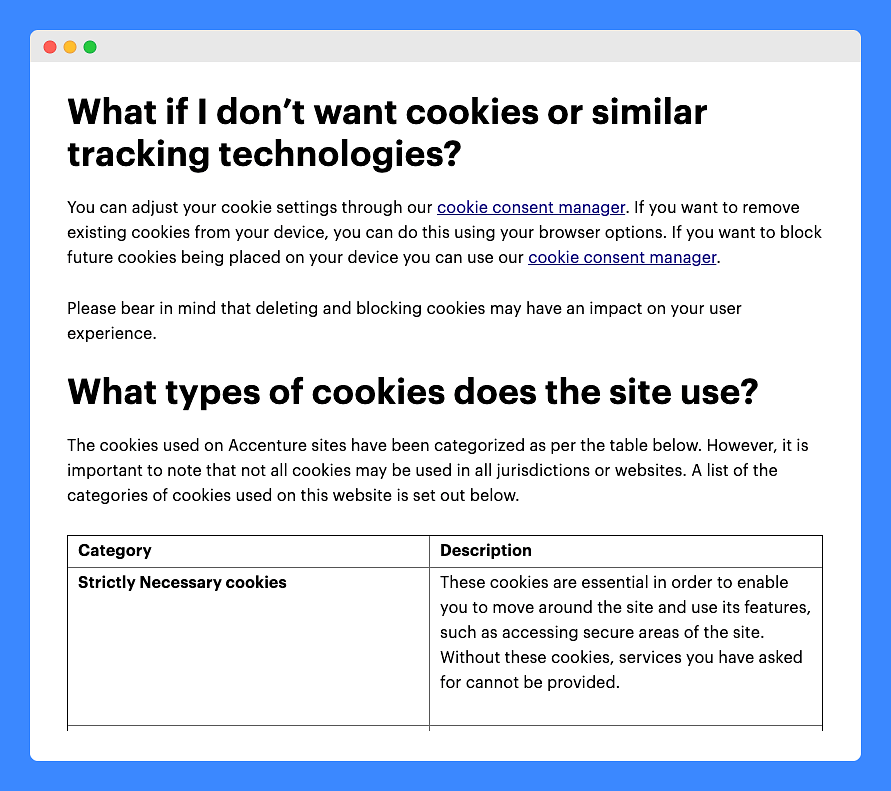 What if I don’t want cookies or similar
tracking technologies?
You can adjust your cookie settings through our cookie consent manager. If you want to remove
existing cookies from your device, you can do this using your browser options. If you want to block
future cookies being placed on your device you can use our cookie consent manager.
Please bear in mind that deleting and blocking cookies may have an impact on your user
experience.
What types of cookies does the site use?
The cookies used on Accenture sites have been categorized as per the table below. However, it is
important to note that not all cookies may be used in all jurisdictions or websites. A list of the
categories of cookies used on this website is set out below.
Category
Description
Strictly Necessary cookies
These cookies are essential in order to enable
you to move around the site and use its features,
such as accessing secure areas of the site.
Without these cookies, services you have asked
for cannot be provided.